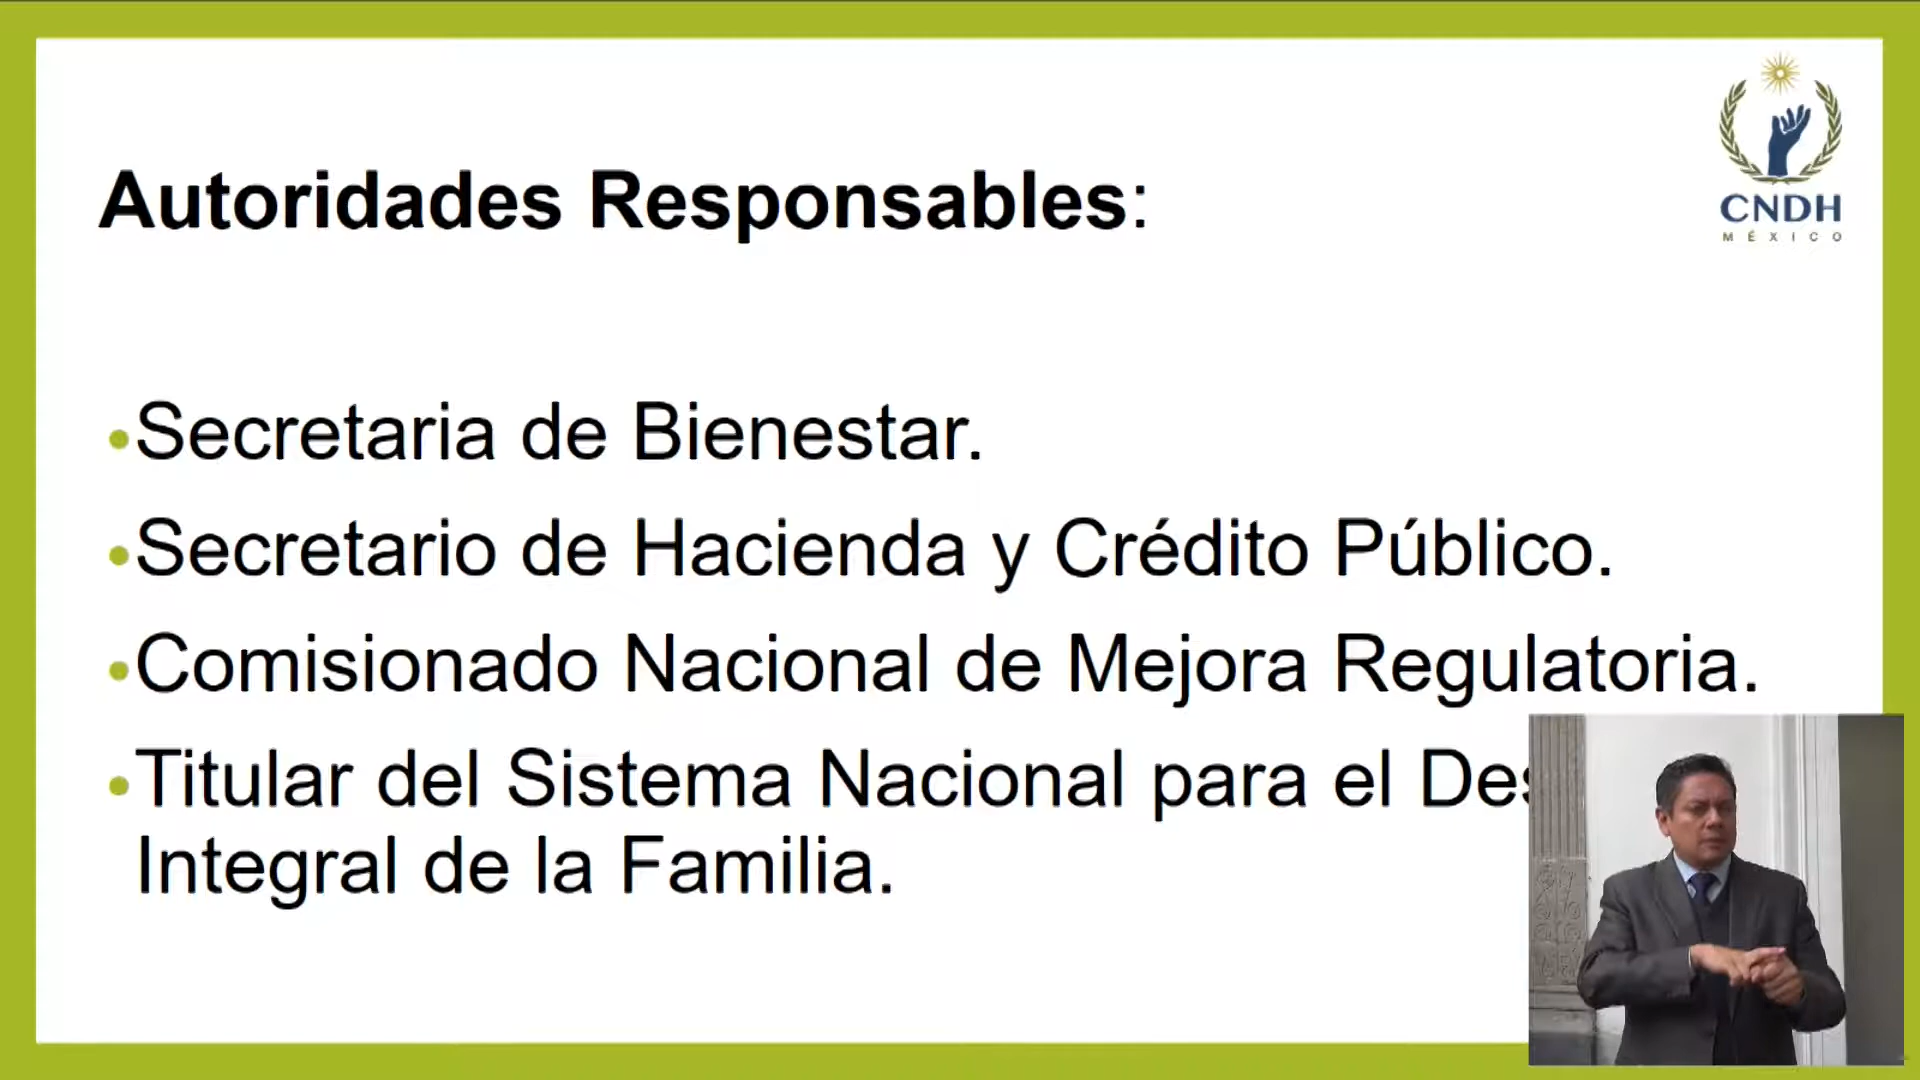 CNDH
MÉXICO
Autoridades Responsables:
•Secretaria de Bienestar.
•Secretario de Hacienda y Crédito Público.
•Comisionado Nacional de Mejora Regulatoria.
•Titular del Sistema Nacional para el
Integral de la Familia.